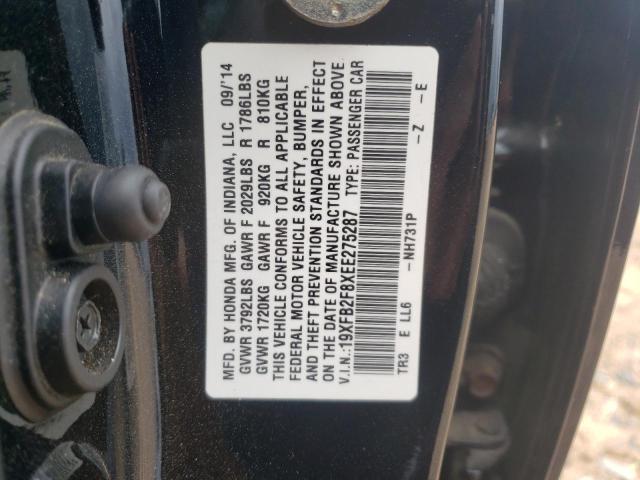 MFD. BY HONDA MFG. OF INDIANA, LLC 09/'14
GVWR 3792LBS GAWR F 2029LBS R 1786LBS
GVWR 1720KG GAWR F 920KG R 810KG
THIS VEHICLE CONFORMS TO ALL APPLICABLE
FEDERAL MOTOR VEHICLE SAFETY, BUMPER,
AND THEFT PREVENTION STANDARDS IN EFFECT
ON THE DATE OF MANUFACTURE SHOWN ABOVE.
V.I.N.:19XFB2F8XEE275287 TYPE: PASSENGER CAR
TR3 E LL6 -NH731P -Z -E